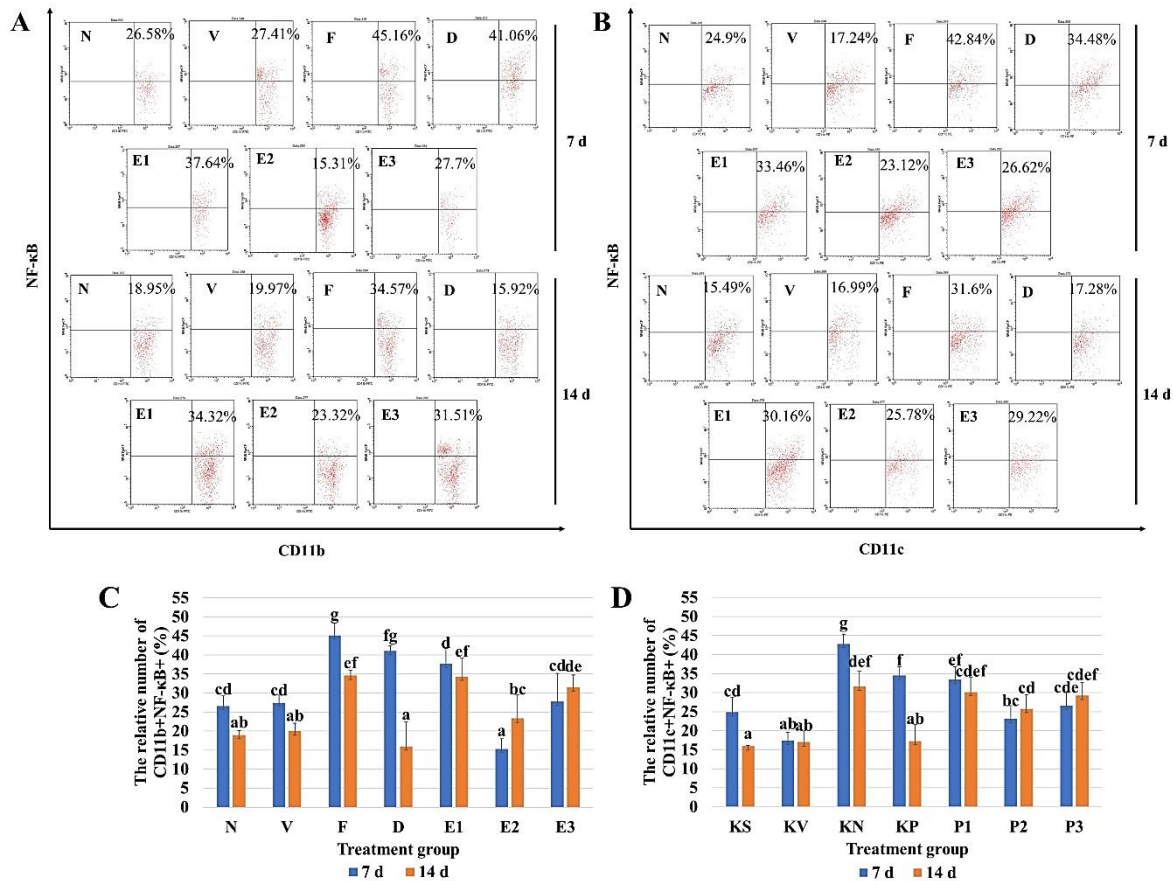 A
N 26.58%
V 27.41%
F 45.16%
D 41.06%
E1 37.64%
E2 15.31%
E3 27.7%
7 d
N 18.95%
V 19.97%
F 34.57%
D 15.92%
E1 34.32%
E2 23.32%
E3 31.51%
14 d
NF-κB
CD11b
B
N 24.9%
V 17.24%
F 42.84%
D 34.48%
E1 33.46%
E2 23.12%
E3 26.62%
7 d
N 15.49%
V 16.99%
F 31.6%
D 17.28%
E1 30.16%
E2 25.78%
E3 29.22%
14 d
NF-κB
CD11c
C
The relative number of
CD11b+NF-κB+ (%)
55
50
45
40
35
30
25
20
15
10
5
0
cd ab cd ab g ef fg a d ef a bc cd de
N V F D E1 E2 E3
Treatment group
7 d 14 d
D
The relative number of
CD11c+NF-κB+ (%)
55
50
45
40
35
30
25
20
15
10
5
0
cd a ab ab g def f ab ef cdef bc cd cde cdef
KS KV KN KP P1 P2 P3
Treatment group
7 d 14 d